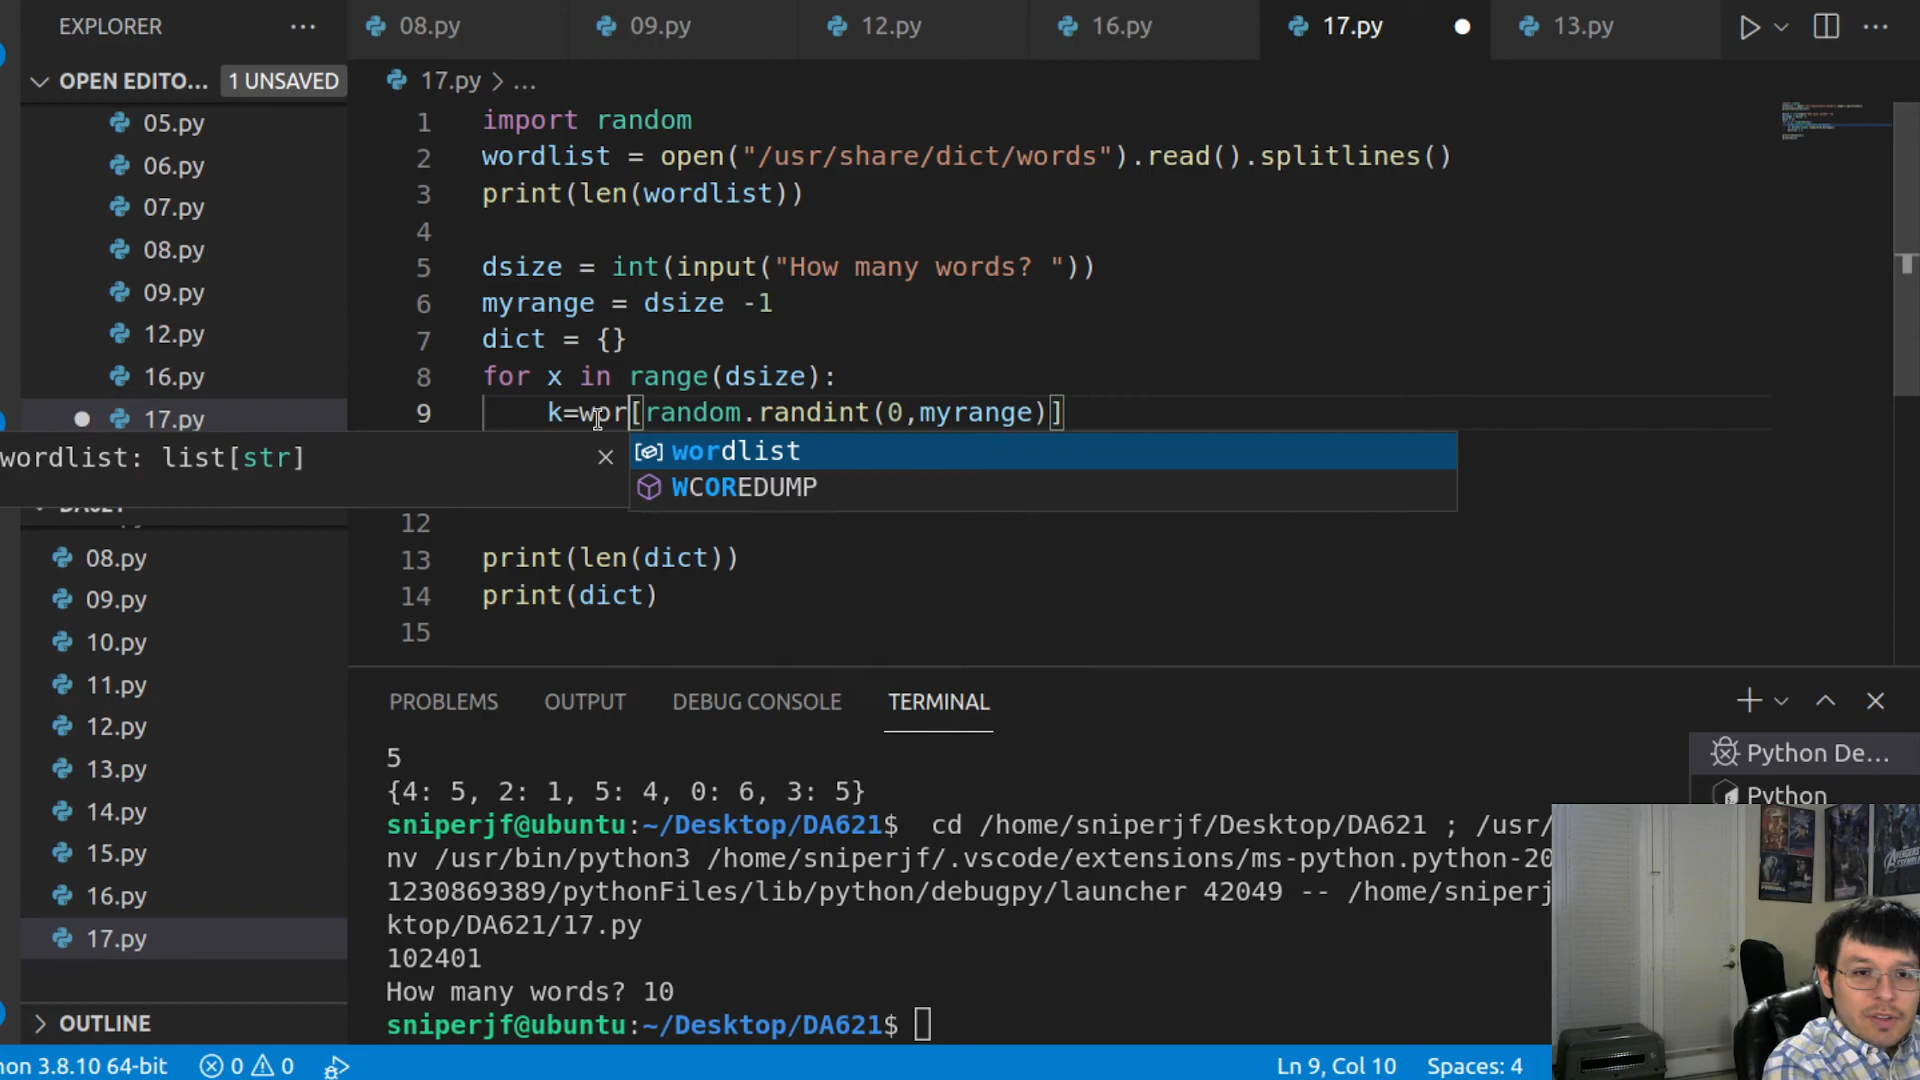 EXPLORER
08.py
09.py
12.py
16.py
17.py
13.py
OPEN EDITO... 1 UNSAVED
05.py
06.py
07.py
08.py
09.py
12.py
16.py
17.py
wordlist: list[str]
08.py
09.py
10.py
11.py
12.py
13.py
14.py
15.py
16.py
17.py
OUTLINE
17.py > ...
1 import random
2 wordlist = open("/usr/share/dict/words").read().splitlines()
3 print(len(wordlist))
4
5 dsize = int(input("How many words? "))
6 myrange = dsize -1
7 dict = {}
8 for x in range(dsize):
9 k=wor[random.randint(0,myrange)]
wordlist
WCOREDUMP
12
13 print(len(dict))
14 print(dict)
15
PROBLEMS OUTPUT DEBUG CONSOLE TERMINAL
Python De...
Python
5
{4: 5, 2: 1, 5: 4, 0: 6, 3: 5}
sniperjf@ubuntu:~/Desktop/DA621$ cd /home/sniperjf/Desktop/DA621 ; /usr/
nv /usr/bin/python3 /home/sniperjf/.vscode/extensions/ms-python.python-20
1230869389/pythonFiles/lib/python/debugpy/launcher 42049 -- /home/sniperj
ktop/DA621/17.py
102401
How many words? 10
sniperjf@ubuntu:~/Desktop/DA621$
hon 3.8.10 64-bit 0 0 Ln 9, Col 10 Spaces: 4